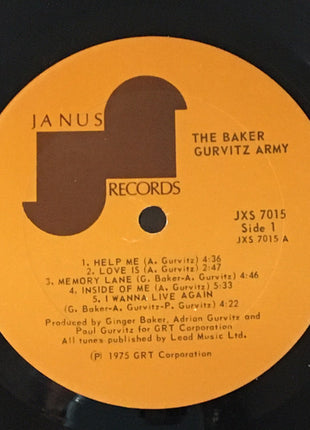 JANUS
RECORDS
THE BAKER
GURVITZ ARMY
JXS 7015
Side 1
JXS 7015 A
1. HELP ME (A. Gurvitz) 4:36
2. LOVE IS (A. Gurvitz) 2:47
3. MEMORY LANE (G. Baker-A. Gurvitz) 4:46
4. INSIDE OF ME (A. Gurvitz) 5:33
5. I WANNA LIVE AGAIN
(G. Baker-A. Gurvitz-P. Gurvitz) 4:22
Produced by Ginger Baker, Adrian Gurvitz and
Paul Gurvitz for GRT Corporation
All tunes published by Lead Music Ltd.
(P) 1975 GRT Corporation